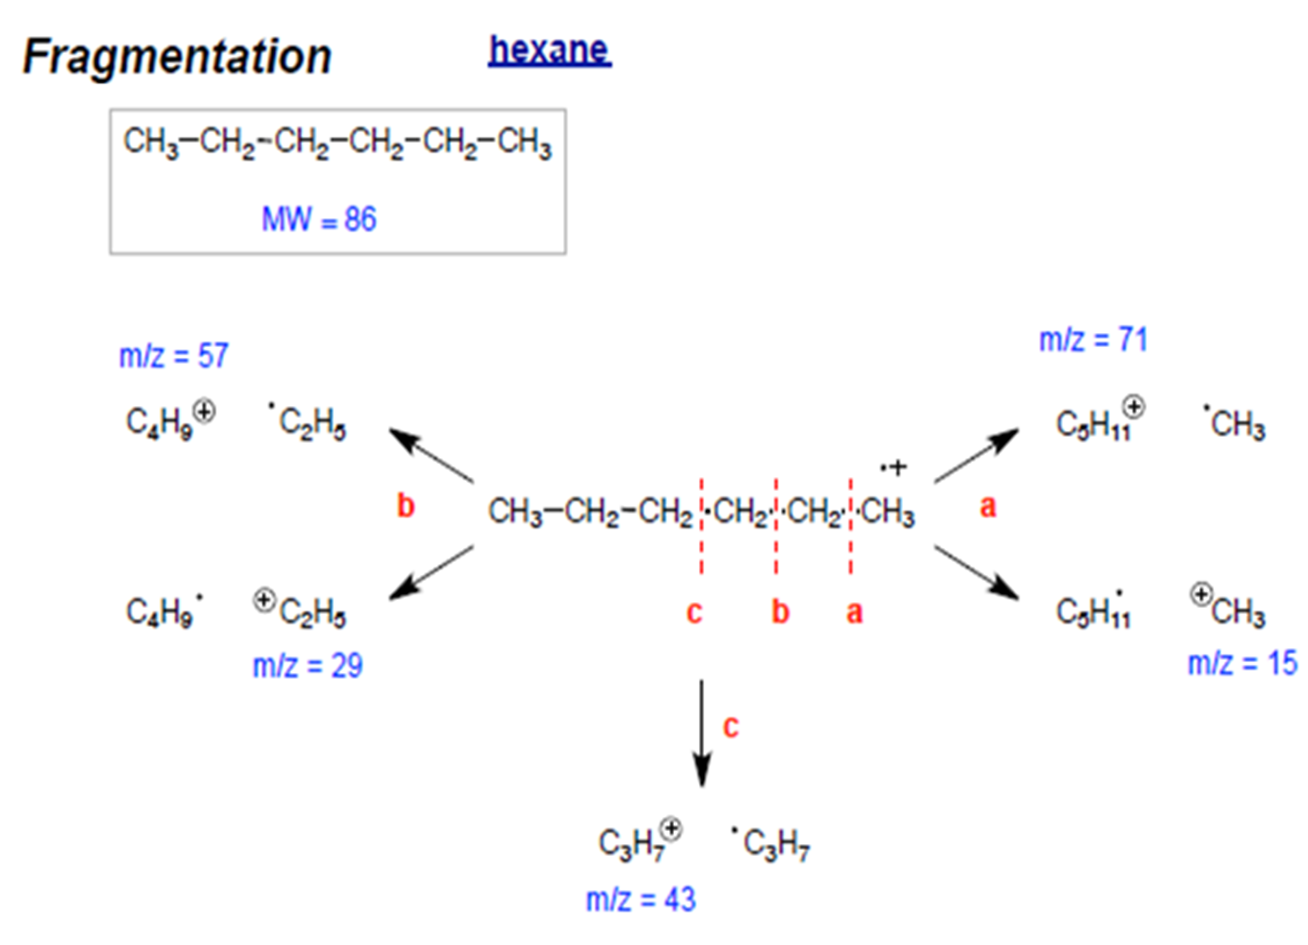 Fragmentation hexane
CH₃–CH₂–CH₂–CH₂–CH₂–CH₃
MW = 86
m/z = 57
m/z = 71
C₄H₉⊕ ˙C₂H₅
C₅H₁₁⊕ ˙CH₃
·+
b
CH₃–CH₂–CH₂·CH₂··CH₂··CH₃
a
C₄H₉˙ ⊕C₂H₅
c b a
C₅H₁₁˙ ⊕CH₃
m/z = 29
m/z = 15
c
C₃H₇⊕ ˙C₃H₇
m/z = 43